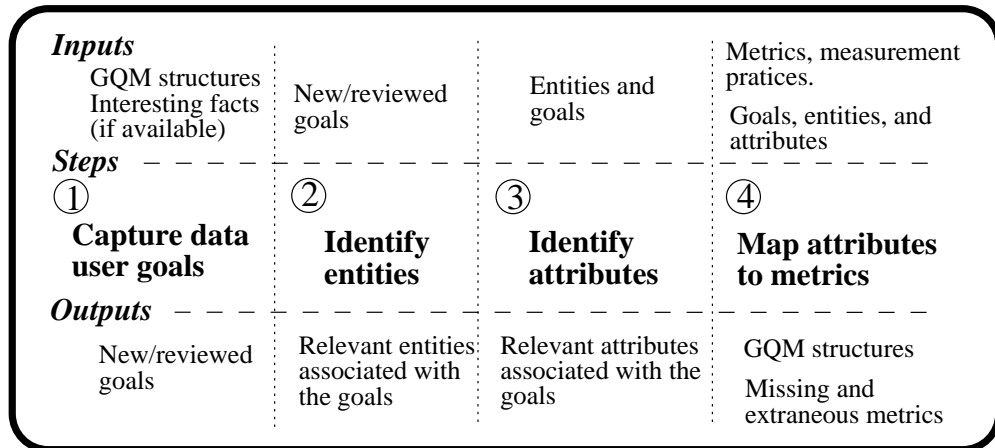 Inputs
GQM structures
Interesting facts
(if available)
New/reviewed
goals
Entities and
goals
Metrics, measurement
pratices.
Goals, entities, and
attributes
Steps
1
Capture data
user goals
2
Identify
entities
3
Identify
attributes
4
Map attributes
to metrics
Outputs
New/reviewed
goals
Relevant entities
associated with
the goals
Relevant attributes
associated with the
goals
GQM structures
Missing and
extraneous metrics